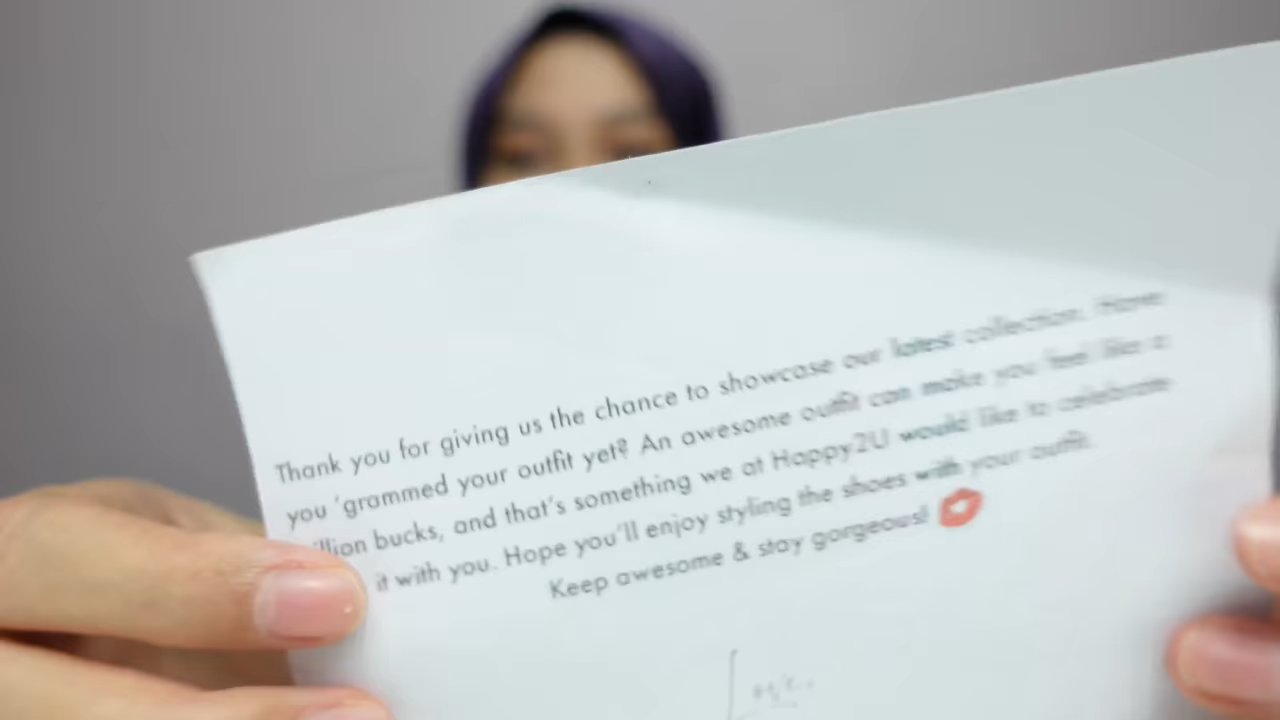 Thank you for giving us the chance to showcase our latest collection. Have
you 'grammed your outfit yet? An awesome outfit can make you feel like a
illion bucks, and that's something we at Happy2U would like to celebrate
it with you. Hope you'll enjoy styling the shoes with your outfit.
Keep awesome & stay gorgeous!